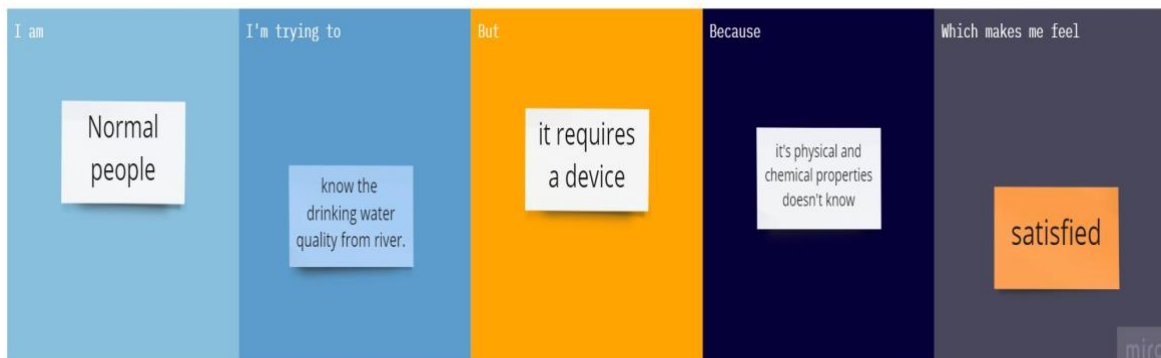 I am
Normal
people
I'm trying to
know the
drinking water
quality from river.
But
it requires
a device
Because
it's physical and
chemical properties
doesn't know
Which makes me feel
satisfied